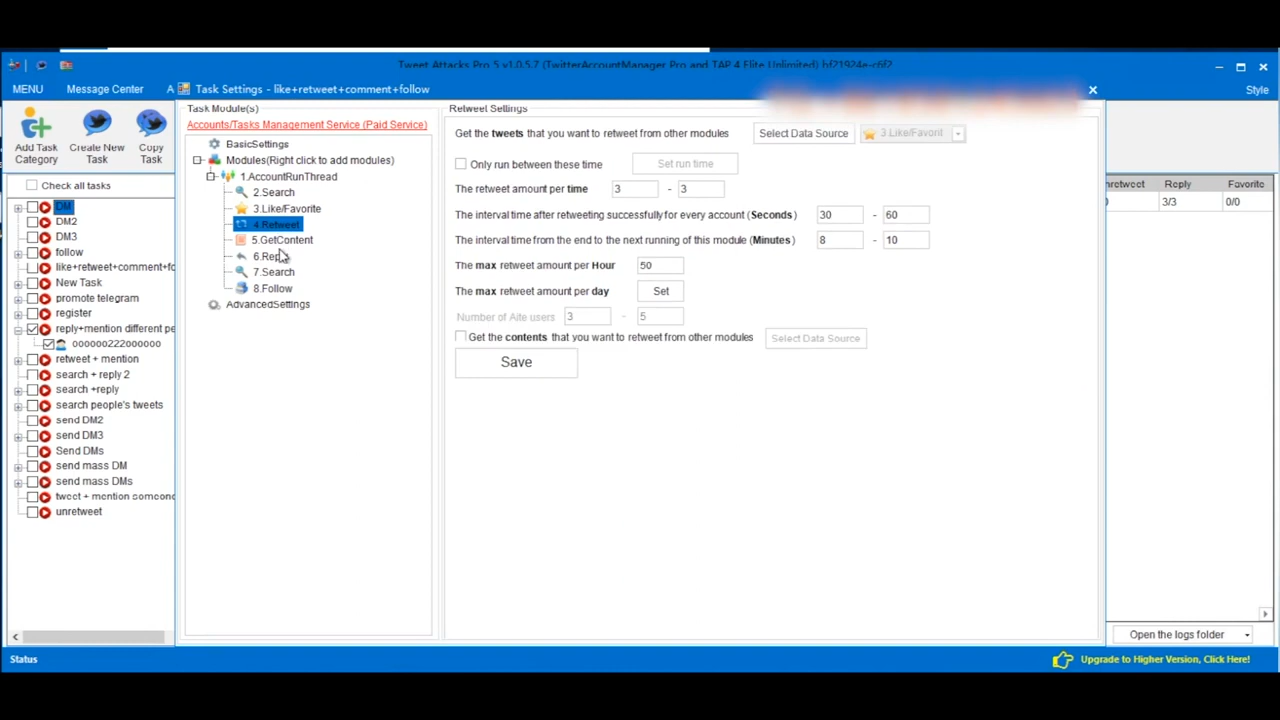 Tweet Attacks Pro 5 v1.0.5.7 (TwitterAccountManager Pro and TAP 4 Elite Unlimited) bf21924e-c6f2
MENU
Message Center
A
Task Settings - like+retweet+comment+follow
Style
Add Task Category
Create New Task
Copy Task
Check all tasks
DM
DM2
DM3
follow
like+retweet+comment+fo
New Task
promote telegram
register
reply+mention different pe
oooooo222oooooo
retweet + mention
search + reply 2
search +reply
search people's tweets
send DM2
send DM3
Send DMs
send mass DM
send mass DMs
tweet + mention someone
unretweet
Task Module(s)
Accounts/Tasks Management Service (Paid Service)
BasicSettings
Modules(Right click to add modules)
1.AccountRunThread
2.Search
3.Like/Favorite
4.Retweet
5.GetContent
6.Reply
7.Search
8.Follow
AdvancedSettings
Retweet Settings
Get the tweets that you want to retweet from other modules
Select Data Source
3.Like/Favorit
Only run between these time
Set run time
The retweet amount per time
3 - 3
The interval time after retweeting successfully for every account (Seconds)
30 - 60
The interval time from the end to the next running of this module (Minutes)
8 - 10
The max retweet amount per Hour
50
The max retweet amount per day
Set
Number of Aite users
3 - 5
Get the contents that you want to retweet from other modules
Select Data Source
Save
nretweet Reply Favorite
3/3 0/0
Open the logs folder
Status
Upgrade to Higher Version, Click Here!